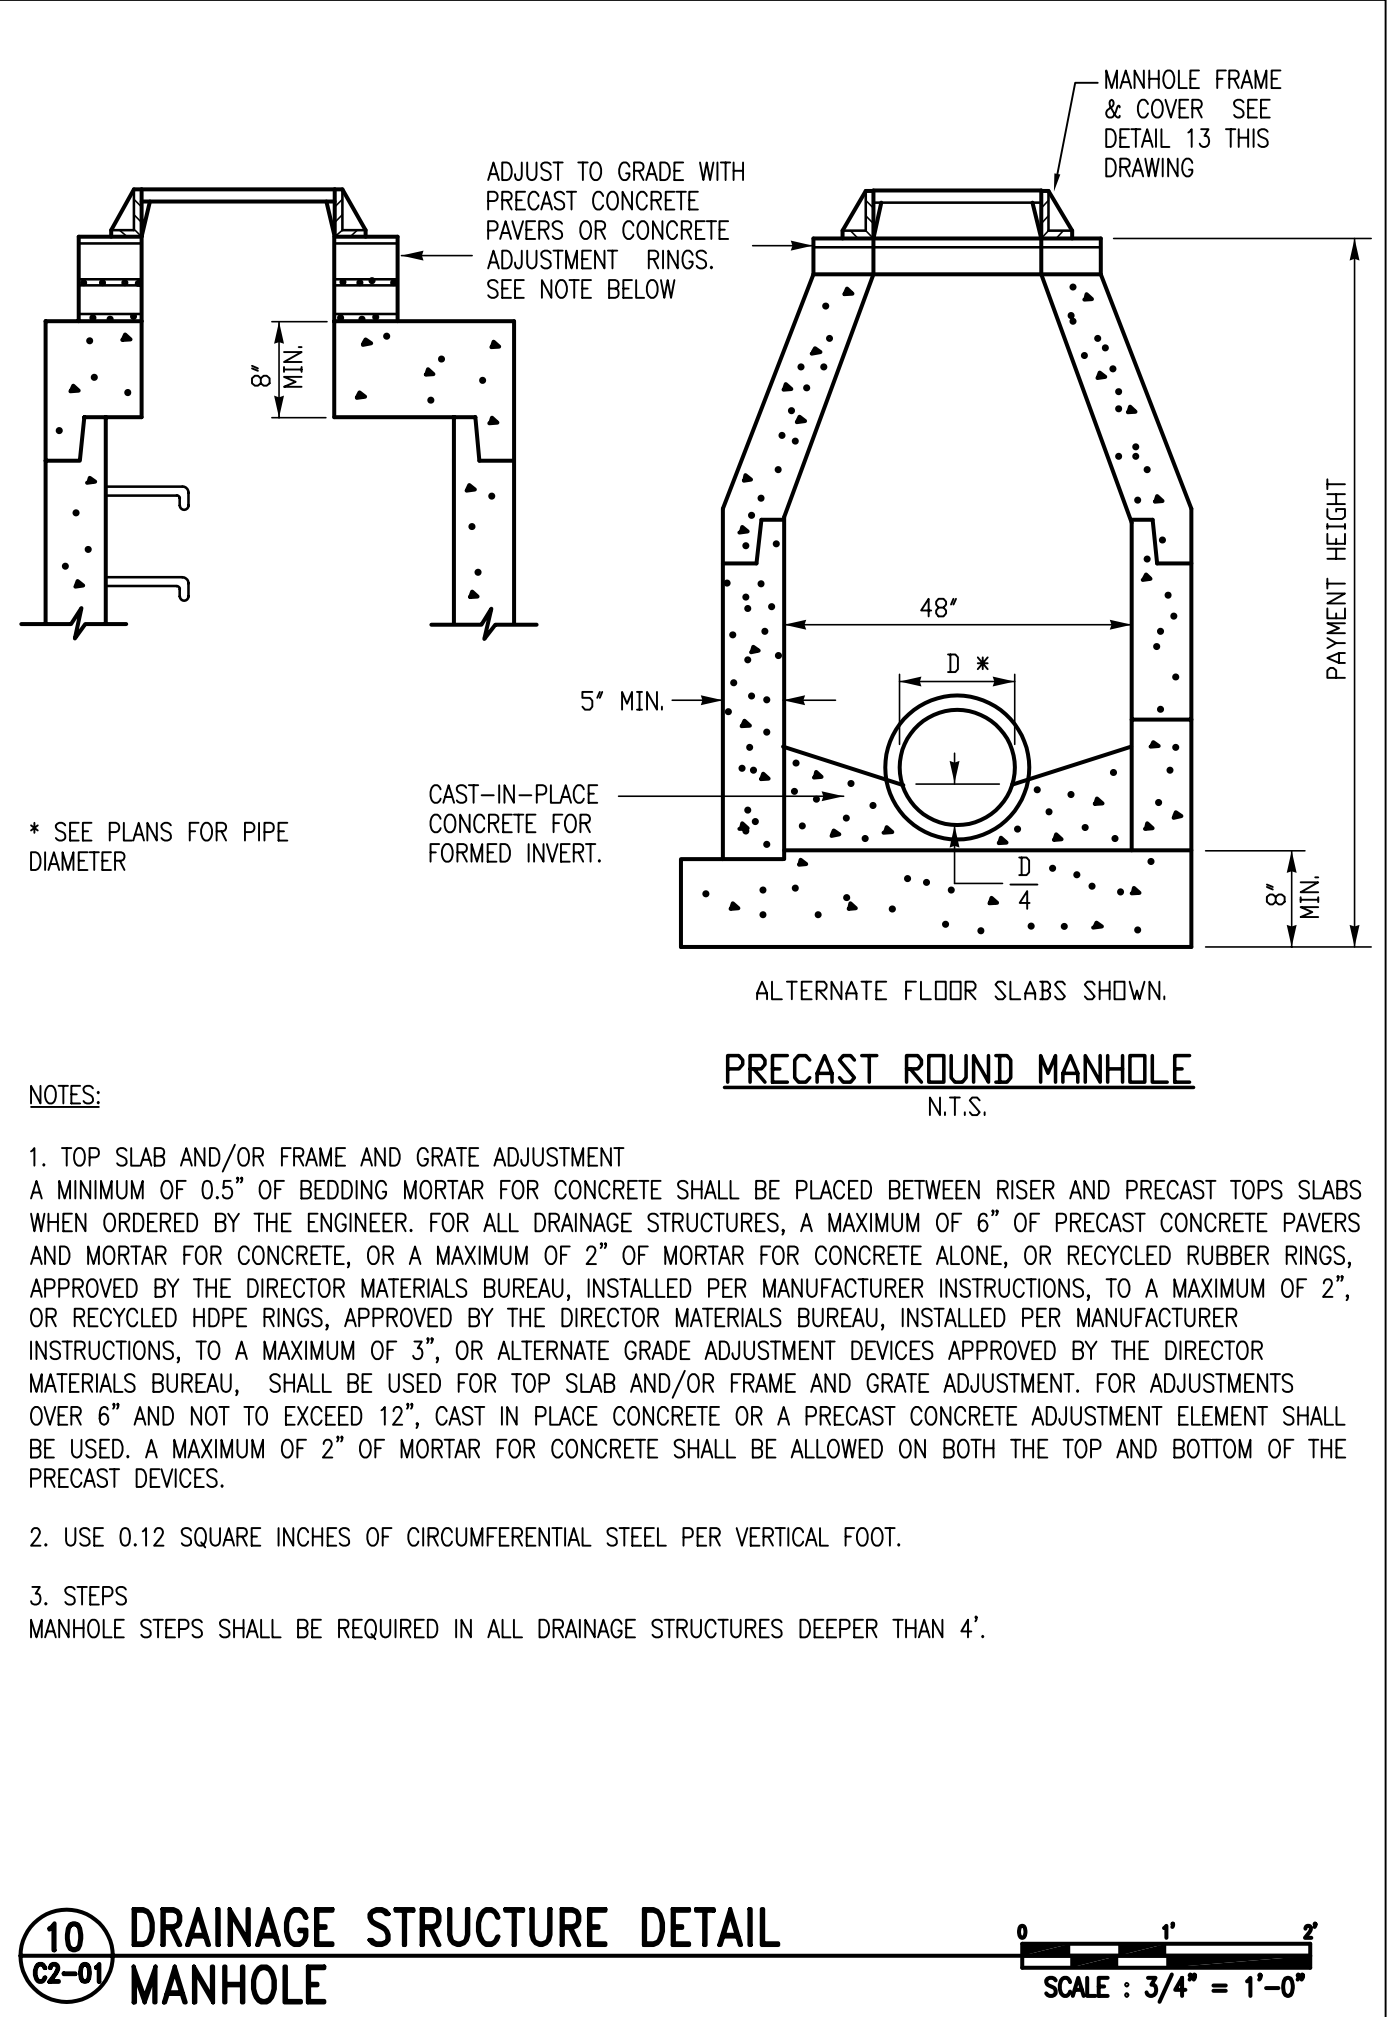 MANHOLE FRAME
& COVER SEE
DETAIL 13 THIS
DRAWING
ADJUST TO GRADE WITH
PRECAST CONCRETE
PAVERS OR CONCRETE
ADJUSTMENT RINGS.
SEE NOTE BELOW
8"
MIN.
PAYMENT HEIGHT
48"
D *
5" MIN.
CAST-IN-PLACE
CONCRETE FOR
FORMED INVERT.
* SEE PLANS FOR PIPE
DIAMETER
D
4
8"
MIN.
ALTERNATE FLOOR SLABS SHOWN.
PRECAST ROUND MANHOLE
N.T.S.
NOTES:
1. TOP SLAB AND/OR FRAME AND GRATE ADJUSTMENT
A MINIMUM OF 0.5" OF BEDDING MORTAR FOR CONCRETE SHALL BE PLACED BETWEEN RISER AND PRECAST TOPS SLABS
WHEN ORDERED BY THE ENGINEER. FOR ALL DRAINAGE STRUCTURES, A MAXIMUM OF 6" OF PRECAST CONCRETE PAVERS
AND MORTAR FOR CONCRETE, OR A MAXIMUM OF 2" OF MORTAR FOR CONCRETE ALONE, OR RECYCLED RUBBER RINGS,
APPROVED BY THE DIRECTOR MATERIALS BUREAU, INSTALLED PER MANUFACTURER INSTRUCTIONS, TO A MAXIMUM OF 2",
OR RECYCLED HDPE RINGS, APPROVED BY THE DIRECTOR MATERIALS BUREAU, INSTALLED PER MANUFACTURER
INSTRUCTIONS, TO A MAXIMUM OF 3", OR ALTERNATE GRADE ADJUSTMENT DEVICES APPROVED BY THE DIRECTOR
MATERIALS BUREAU, SHALL BE USED FOR TOP SLAB AND/OR FRAME AND GRATE ADJUSTMENT. FOR ADJUSTMENTS
OVER 6" AND NOT TO EXCEED 12", CAST IN PLACE CONCRETE OR A PRECAST CONCRETE ADJUSTMENT ELEMENT SHALL
BE USED. A MAXIMUM OF 2" OF MORTAR FOR CONCRETE SHALL BE ALLOWED ON BOTH THE TOP AND BOTTOM OF THE
PRECAST DEVICES.
2. USE 0.12 SQUARE INCHES OF CIRCUMFERENTIAL STEEL PER VERTICAL FOOT.
3. STEPS
MANHOLE STEPS SHALL BE REQUIRED IN ALL DRAINAGE STRUCTURES DEEPER THAN 4'.
10
C2-01
DRAINAGE STRUCTURE DETAIL
MANHOLE
0 1' 2'
SCALE : 3/4" = 1'-0"